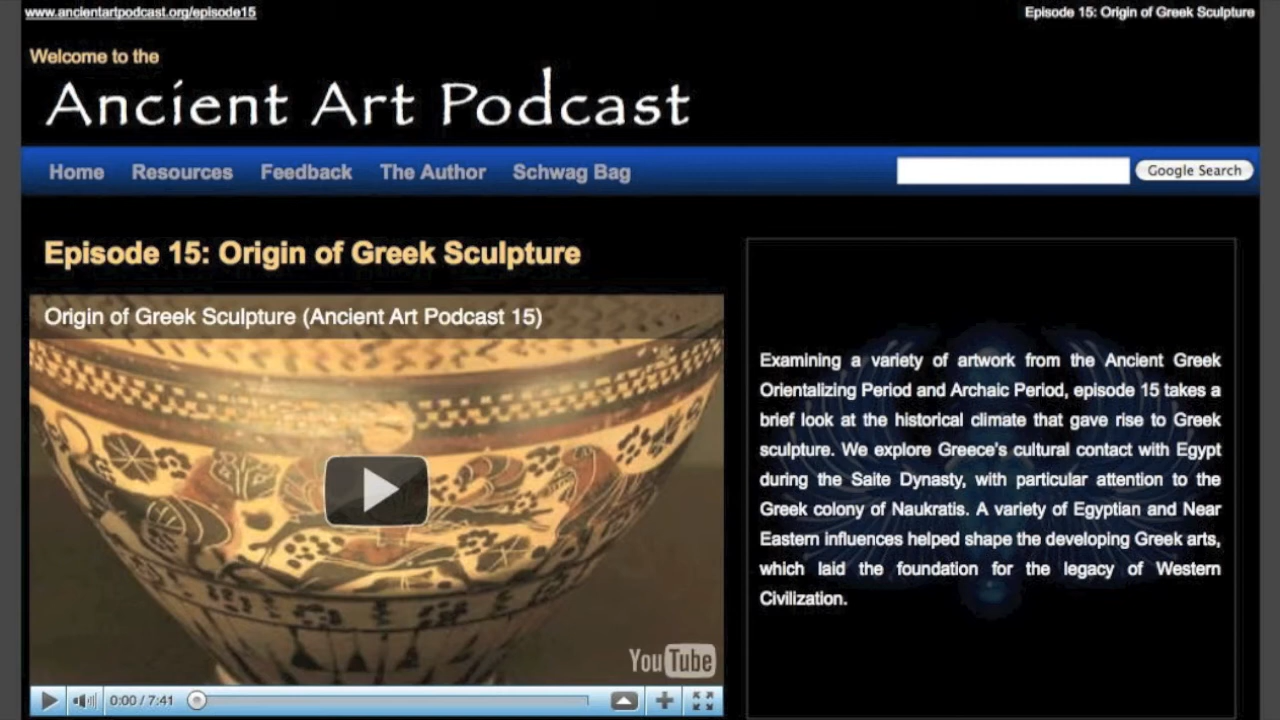 www.ancientartpodcast.org/episode15
Episode 15: Origin of Greek Sculpture
Welcome to the
Ancient Art Podcast
Home Resources Feedback The Author Schwag Bag
Google Search
Episode 15: Origin of Greek Sculpture
Origin of Greek Sculpture (Ancient Art Podcast 15)
YouTube
0:00 / 7:41
Examining a variety of artwork from the Ancient Greek
Orientalizing Period and Archaic Period, episode 15 takes a
brief look at the historical climate that gave rise to Greek
sculpture. We explore Greece's cultural contact with Egypt
during the Saite Dynasty, with particular attention to the
Greek colony of Naukratis. A variety of Egyptian and Near
Eastern influences helped shape the developing Greek arts,
which laid the foundation for the legacy of Western
Civilization.